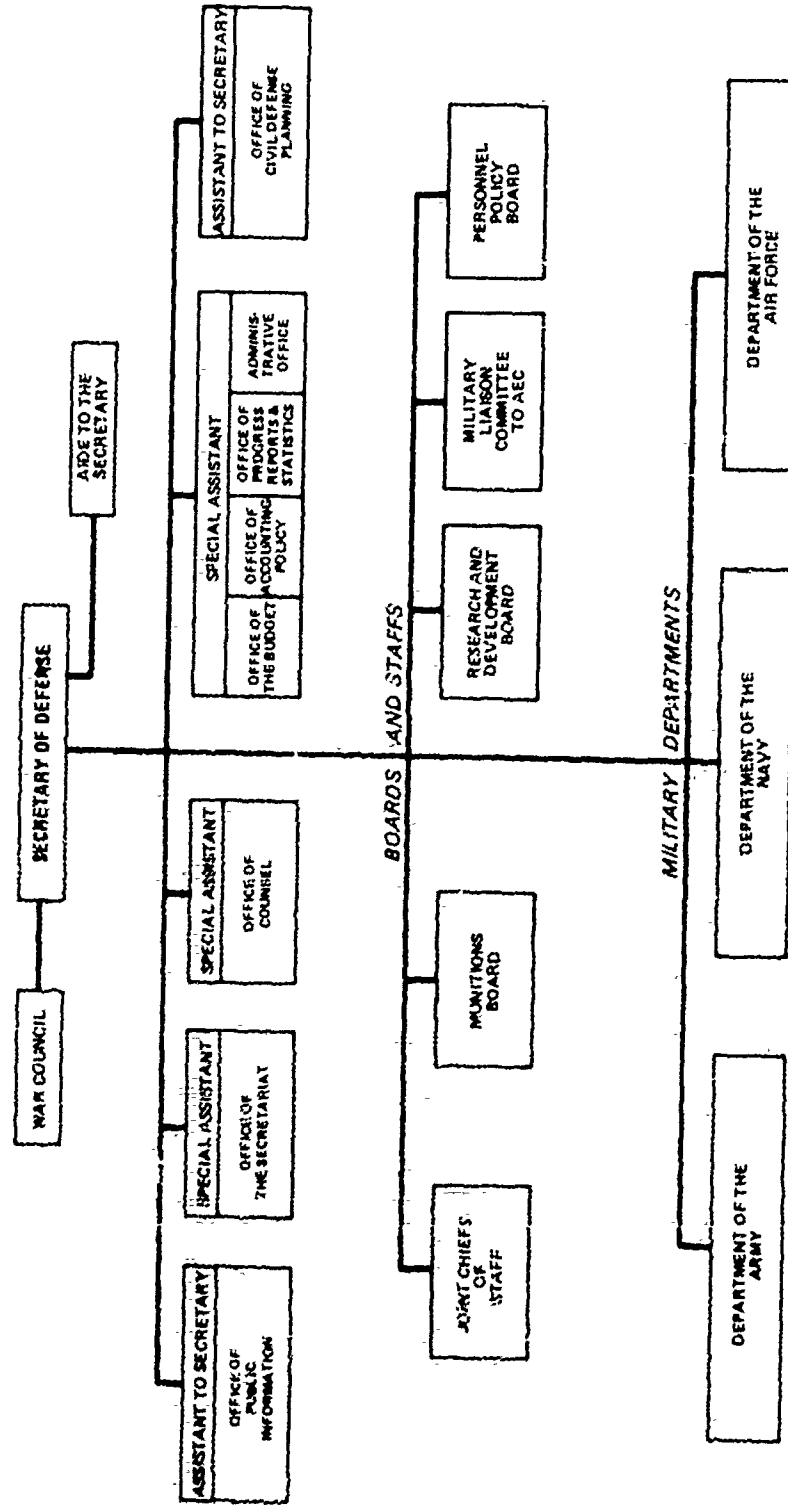 SECRETARY OF DEFENSE
WAR COUNCIL
AIDE TO THE
SECRETARY
ASSISTANT TO SECRETARY
OFFICE OF
PUBLIC
INFORMATION
SPECIAL ASSISTANT
OFFICE OF
THE SECRETARIAT
SPECIAL ASSISTANT
OFFICE OF
COUNSEL
SPECIAL ASSISTANT
OFFICE OF
THE BUDGET
OFFICE OF
ACCOUNTING
POLICY
OFFICE OF
PROGRESS
REPORTS &
STATISTICS
ADMINIS-
TRATIVE
OFFICE
ASSISTANT TO SECRETARY
OFFICE OF
CIVIL DEFENSE
PLANNING
BOARDS AND STAFFS
JOINT CHIEFS
OF
STAFF
MUNITIONS
BOARD
RESEARCH AND
DEVELOPMENT
BOARD
MILITARY
LIAISON
COMMITTEE
TO AEC
PERSONNEL
POLICY
BOARD
MILITARY DEPARTMENTS
DEPARTMENT OF THE
ARMY
DEPARTMENT OF THE
NAVY
DEPARTMENT OF THE
AIR FORCE